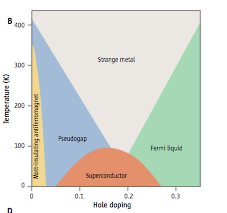 B
400
Strange metal
300
Temperature (K)
200
Mott-insulating antiferromagnet
Pseudogap
Fermi liquid
100
Superconductor
0
0 0.1 0.2 0.3
Hole doping
D